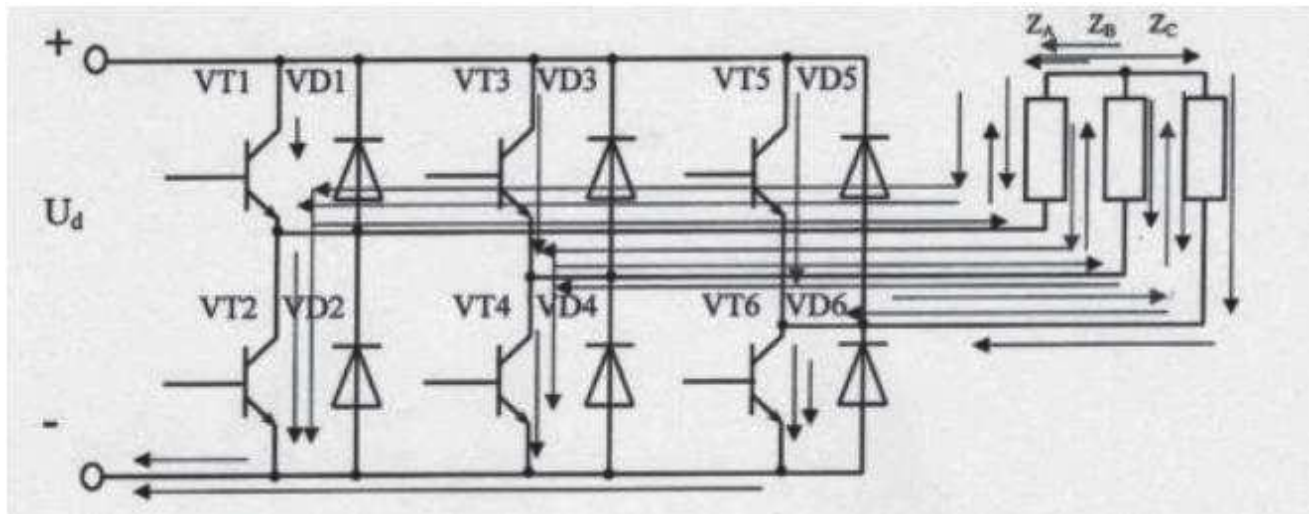 Z_A Z_B Z_C
+
VT1 VD1 VT3 VD3 VT5 VD5
U_d
VT2 VD2 VT4 VD4 VT6 VD6
-